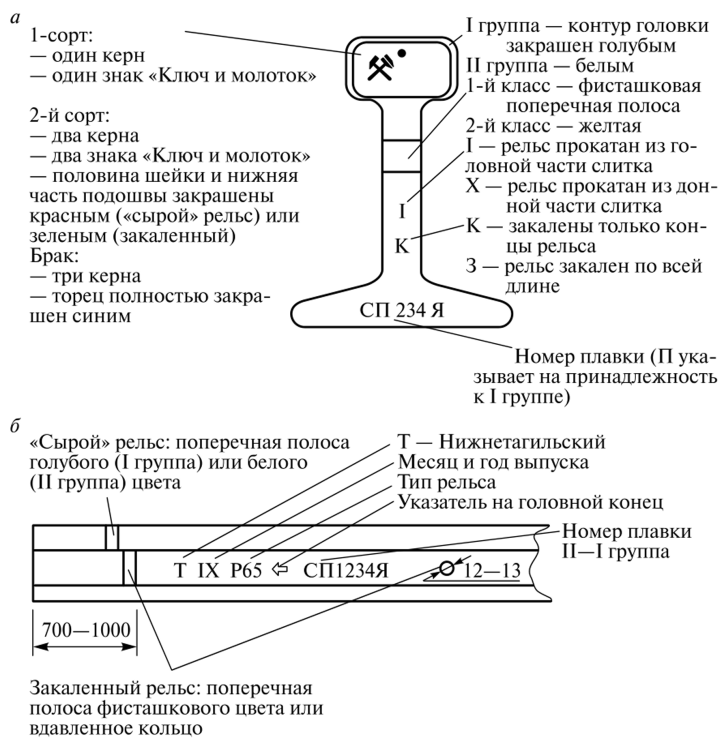 а
1-сорт:
— один керн
— один знак «Ключ и молоток»
2-й сорт:
— два керна
— два знака «Ключ и молоток»
— половина шейки и нижняя
часть подошвы закрашены
красным («сырой» рельс) или
зеленым (закаленный)
Брак:
— три керна
— торец полностью закра-
шен синим
I группа — контур головки
закрашен голубым
II группа — белым
1-й класс — фисташковая
поперечная полоса
2-й класс — желтая
I — рельс прокатан из го-
ловной части слитка
X — рельс прокатан из дон-
ной части слитка
К — закалены только кон-
цы рельса
З — рельс закален по всей
длине
I
К
СП 234 Я
Номер плавки (П ука-
зывает на принадлежность
к I группе)
б
«Сырой» рельс: поперечная полоса
голубого (I группа) или белого
(II группа) цвета
Т — Нижнетагильский
Месяц и год выпуска
Тип рельса
Указатель на головной конец
Номер плавки
II—I группа
Т IX Р65 ⇦ СП1234Я 12—13
700—1000
Закаленный рельс: поперечная
полоса фисташкового цвета или
вдавленное кольцо